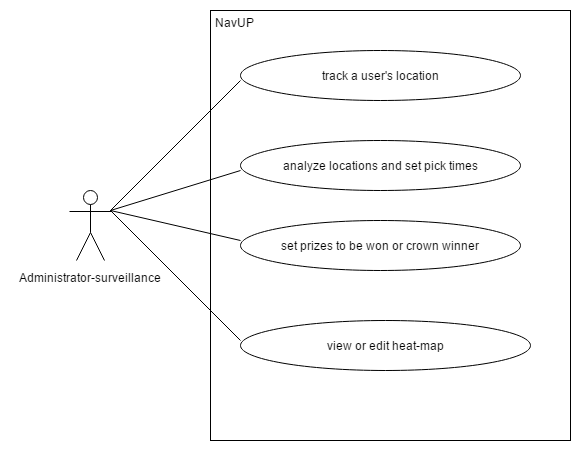 NavUP
track a user's location
analyze locations and set pick times
set prizes to be won or crown winner
Administrator-surveillance
view or edit heat-map